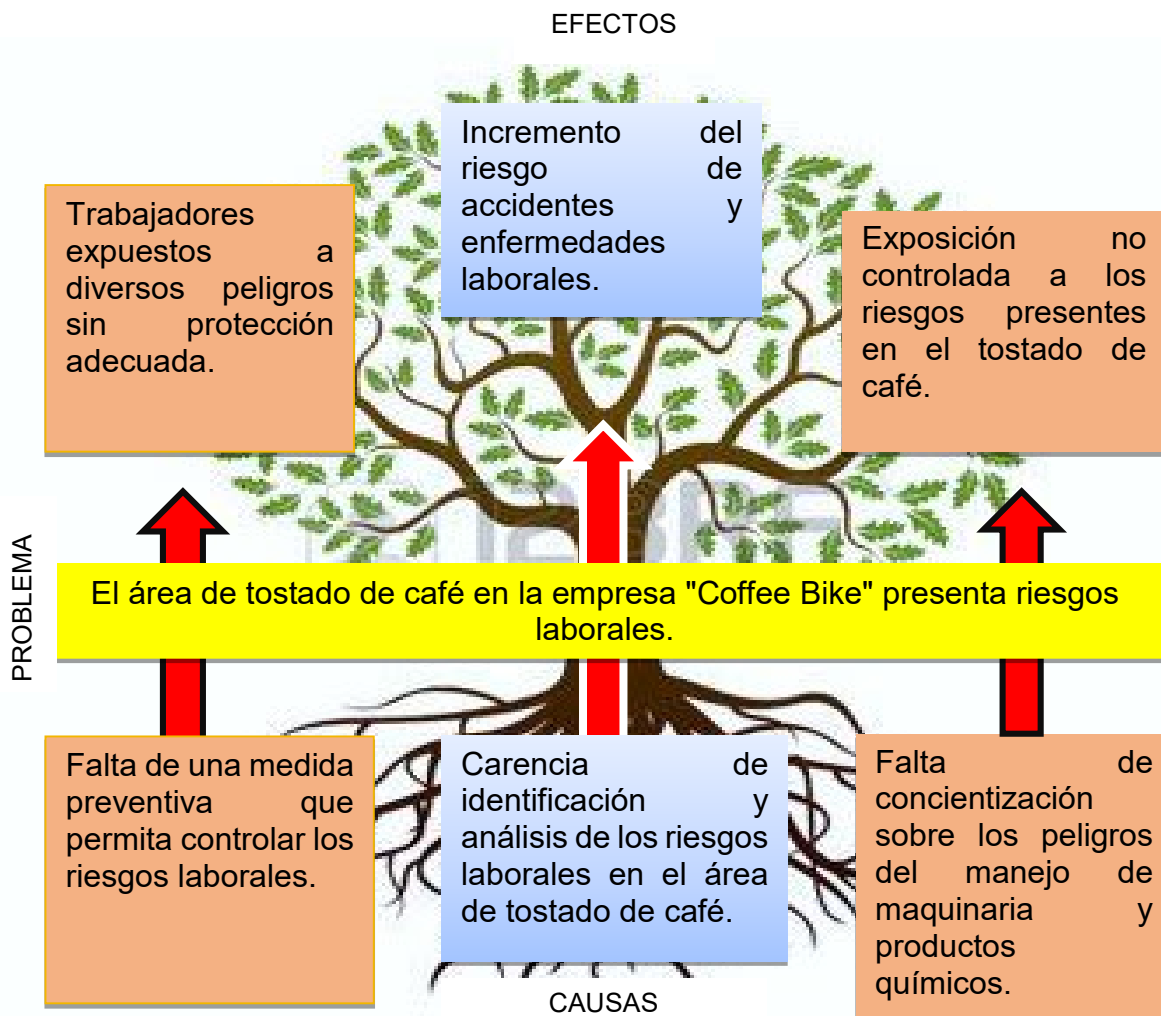 EFECTOS
Incremento del
riesgo de
accidentes y
enfermedades
laborales.
Trabajadores
expuestos a
diversos peligros
sin protección
adecuada.
Exposición no
controlada a los
riesgos presentes
en el tostado de
café.
PROBLEMA
El área de tostado de café en la empresa "Coffee Bike" presenta riesgos
laborales.
Falta de una medida
preventiva que
permita controlar los
riesgos laborales.
Carencia de
identificación y
análisis de los riesgos
laborales en el área
de tostado de café.
Falta de
concientización
sobre los peligros
del manejo de
maquinaria y
productos
químicos.
CAUSAS